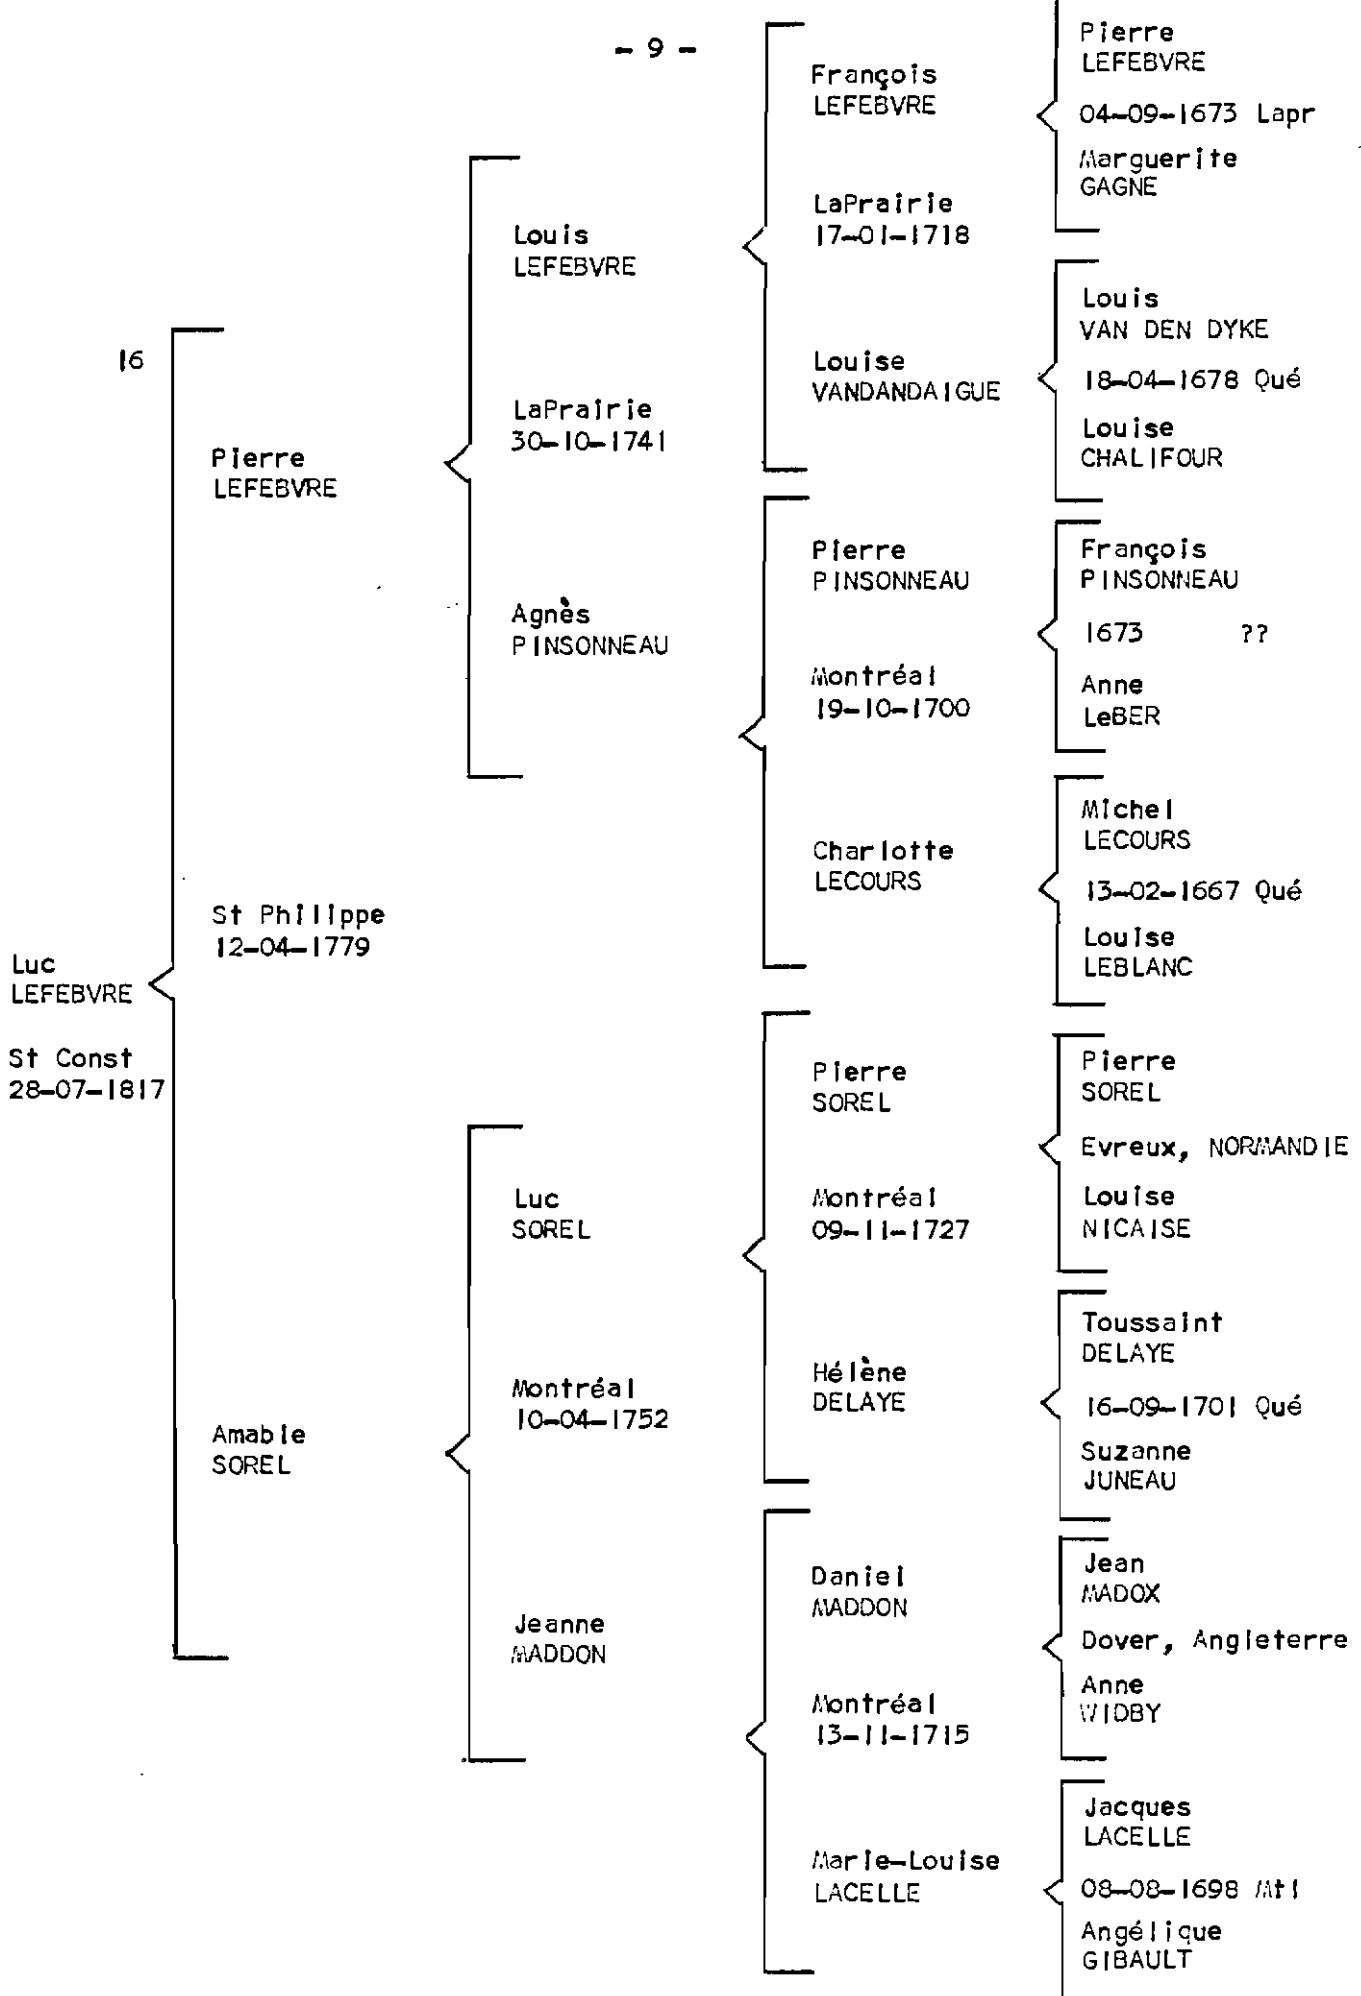 - 9 -
16
Luc
LEFEBVRE
St Const
28-07-1817
Pierre
LEFEBVRE
St Philippe
12-04-1779
Amable
SOREL
Louis
LEFEBVRE
LaPrairie
30-10-1741
Agnès
PINSONNEAU
Luc
SOREL
Montréal
10-04-1752
Jeanne
MADDON
François
LEFEBVRE
LaPrairie
17-01-1718
Louise
VANDANDAIGUE
Pierre
PINSONNEAU
Montréal
19-10-1700
Charlotte
LECOURS
Pierre
SOREL
Montréal
09-11-1727
Hélène
DELAYE
Daniel
MADDON
Montréal
13-11-1715
Marie-Louise
LACELLE
Pierre
LEFEBVRE
04-09-1673 Lapr
Marguerite
GAGNE
Louis
VAN DEN DYKE
18-04-1678 Qué
Louise
CHALIFOUR
François
PINSONNEAU
1673 ??
Anne
LeBER
Michel
LECOURS
13-02-1667 Qué
Louise
LEBLANC
Pierre
SOREL
Evreux, NORMANDIE
Louise
NICAISE
Toussaint
DELAYE
16-09-1701 Qué
Suzanne
JUNEAU
Jean
MADOX
Dover, Angleterre
Anne
WIDBY
Jacques
LACELLE
08-08-1698 Mtl
Angélique
GIBAULT